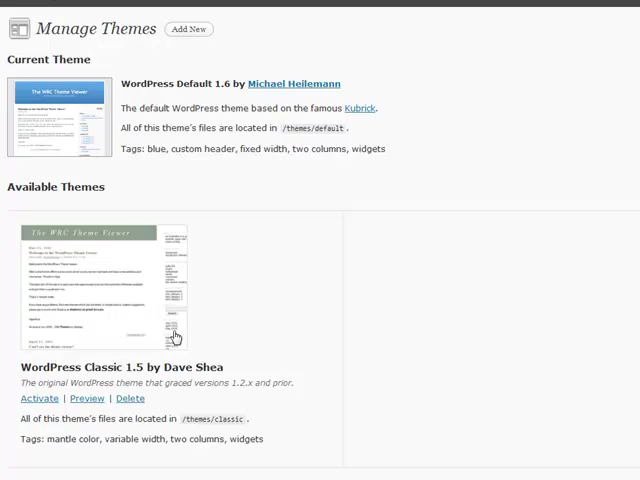 Manage Themes
Add New
Current Theme
The WRC Theme Viewer
WordPress Default 1.6 by Michael Heilemann
The default WordPress theme based on the famous Kubrick.
All of this theme's files are located in /themes/default .
Tags: blue, custom header, fixed width, two columns, widgets
Available Themes
The WRC Theme Viewer
WordPress Classic 1.5 by Dave Shea
The original WordPress theme that graced versions 1.2.x and prior.
Activate | Preview | Delete
All of this theme's files are located in /themes/classic .
Tags: mantle color, variable width, two columns, widgets